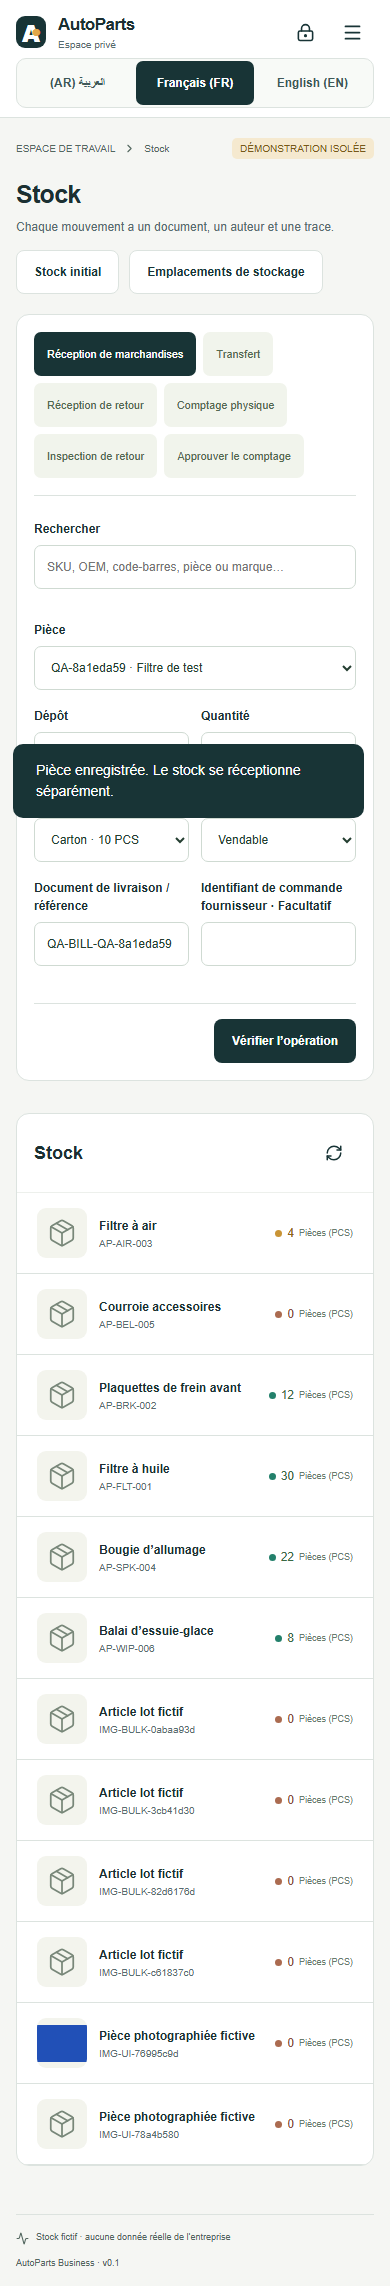 A
AutoParts
Espace privé
العربية (AR)
Français (FR)
English (EN)
ESPACE DE TRAVAIL > Stock
DÉMONSTRATION ISOLÉE
Stock
Chaque mouvement a un document, un auteur et une trace.
Stock initial
Emplacements de stockage
Réception de marchandises
Transfert
Réception de retour
Comptage physique
Inspection de retour
Approuver le comptage
Rechercher
SKU, OEM, code-barres, pièce ou marque…
Pièce
QA-8a1eda59 · Filtre de test
Dépôt
Quantité
Pièce enregistrée. Le stock se réceptionne
séparément.
Carton · 10 PCS
Vendable
Document de livraison /
référence
Identifiant de commande
fournisseur · Facultatif
QA-BILL-QA-8a1eda59
Vérifier l’opération
Stock
Filtre à air
AP-AIR-003
4 Pièces (PCS)
Courroie accessoires
AP-BEL-005
0 Pièces (PCS)
Plaquettes de frein avant
AP-BRK-002
12 Pièces (PCS)
Filtre à huile
AP-FLT-001
30 Pièces (PCS)
Bougie d’allumage
AP-SPK-004
22 Pièces (PCS)
Balai d’essuie-glace
AP-WIP-006
8 Pièces (PCS)
Article lot fictif
IMG-BULK-0abaa93d
0 Pièces (PCS)
Article lot fictif
IMG-BULK-3cb41d30
0 Pièces (PCS)
Article lot fictif
IMG-BULK-82d6176d
0 Pièces (PCS)
Article lot fictif
IMG-BULK-c61837c0
0 Pièces (PCS)
Pièce photographiée fictive
IMG-UI-76995c9d
0 Pièces (PCS)
Pièce photographiée fictive
IMG-UI-78a4b580
0 Pièces (PCS)
Stock fictif · aucune donnée réelle de l’entreprise
AutoParts Business · v0.1